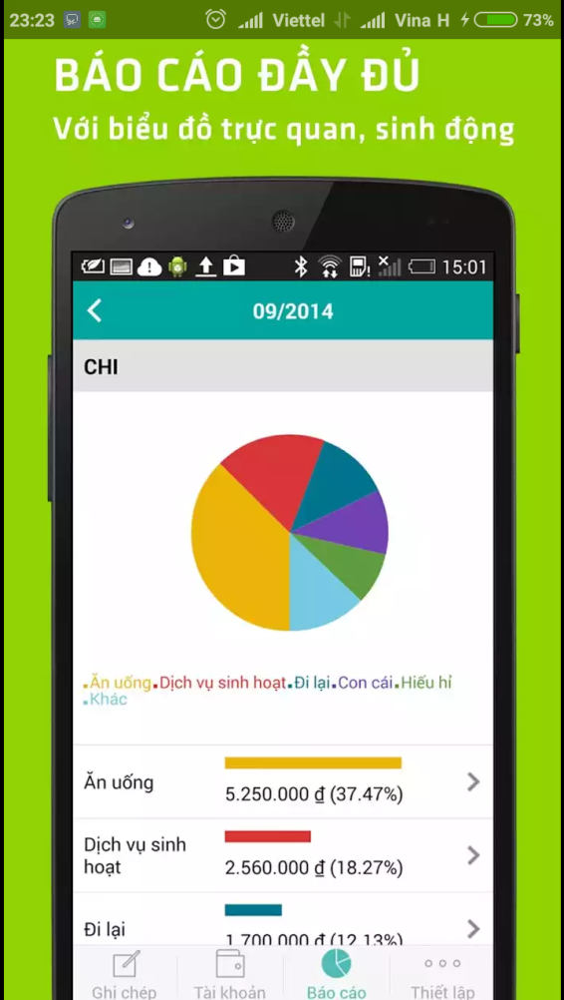 23:23 Viettel Vina H 73%
BÁO CÁO ĐẦY ĐỦ
Với biểu đồ trực quan, sinh động
15:01
09/2014
CHI
Ăn uống Dịch vụ sinh hoạt Đi lại Con cái Hiếu hỉ
Khác
Ăn uống
5.250.000 ₫ (37.47%)
Dịch vụ sinh
hoạt
2.560.000 ₫ (18.27%)
Đi lại
1.700.000 ₫ (12.13%)
Ghi chép Tài khoản Báo cáo Thiết lập